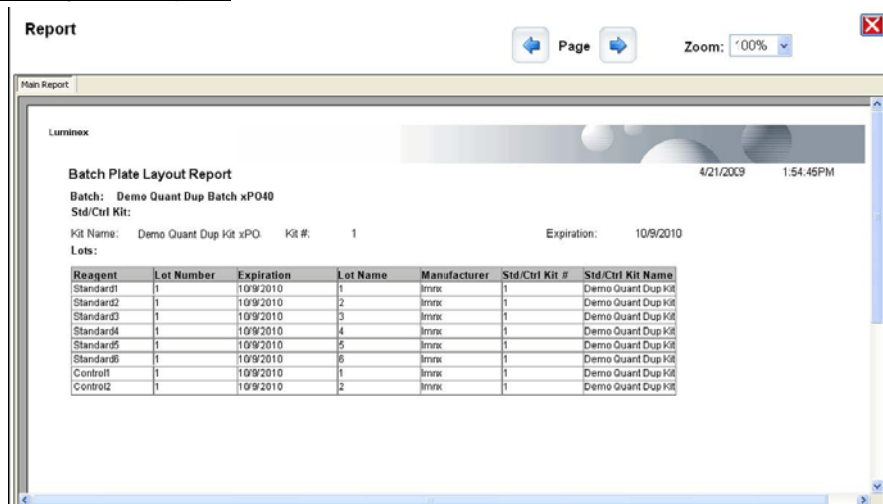 Report
Page
Zoom: 100%
Main Report
Luminex
Batch Plate Layout Report 4/21/2009 1:54:45PM
Batch: Demo Quant Dup Batch xPO40
Std/Ctrl Kit:
Kit Name: Demo Quant Dup Kit xPO Kit #: 1 Expiration: 10/9/2010
Lots:
Reagent Lot Number Expiration Lot Name Manufacturer Std/Ctrl Kit # Std/Ctrl Kit Name
Standard1 1 10/9/2010 1 lmnx 1 Demo Quant Dup Kit
Standard2 1 10/9/2010 2 lmnx 1 Demo Quant Dup Kit
Standard3 1 10/9/2010 3 lmnx 1 Demo Quant Dup Kit
Standard4 1 10/9/2010 4 lmnx 1 Demo Quant Dup Kit
Standard5 1 10/9/2010 5 lmnx 1 Demo Quant Dup Kit
Standard6 1 10/9/2010 6 lmnx 1 Demo Quant Dup Kit
Control1 1 10/9/2010 1 lmnx 1 Demo Quant Dup Kit
Control2 1 10/9/2010 2 lmnx 1 Demo Quant Dup Kit